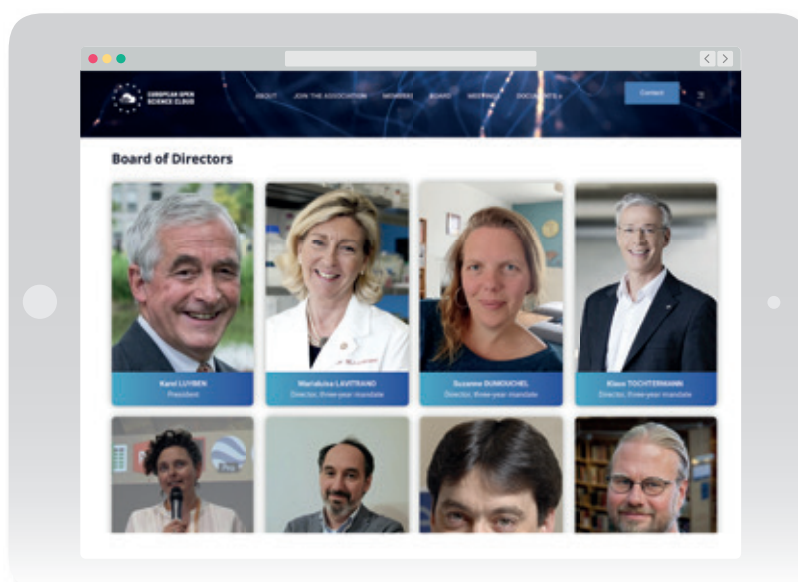 EUROPEAN OPEN
SCIENCE CLOUD
ABOUT JOIN THE ASSOCIATION MEMBERS BOARD MEETINGS DOCUMENTS Contact
Board of Directors
Karel LUYBEN
President
Marialuisa LAVITRANO
Director, three-year mandate
Suzanne DUMOUCHEL
Director, three-year mandate
Klaus TOCHTERMANN
Director, three-year mandate